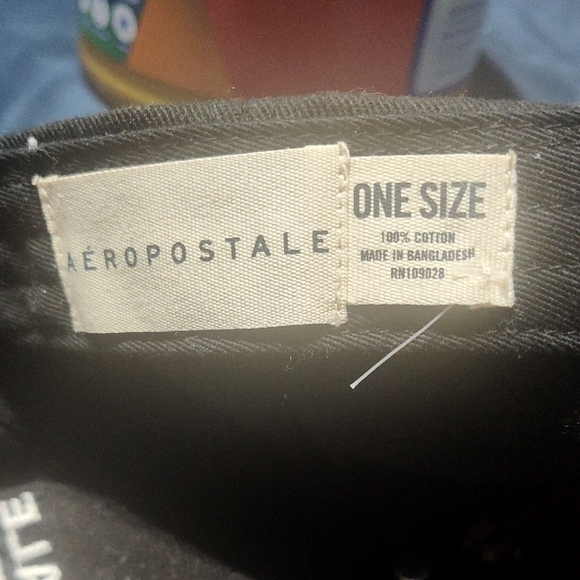 AÉROPOSTALE
ONE SIZE
100% COTTON
MADE IN BANGLADESH
RN109028